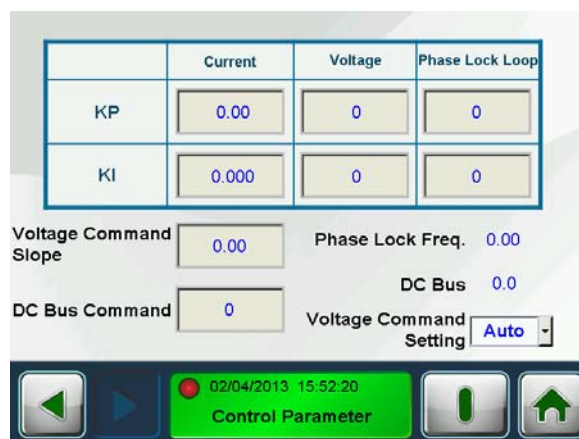 Current Voltage Phase Lock Loop
KP 0.00 0 0
KI 0.000 0 0
Voltage Command Slope 0.00
Phase Lock Freq. 0.00
DC Bus 0.0
DC Bus Command 0
Voltage Command Setting Auto
02/04/2013 15:52:20
Control Parameter